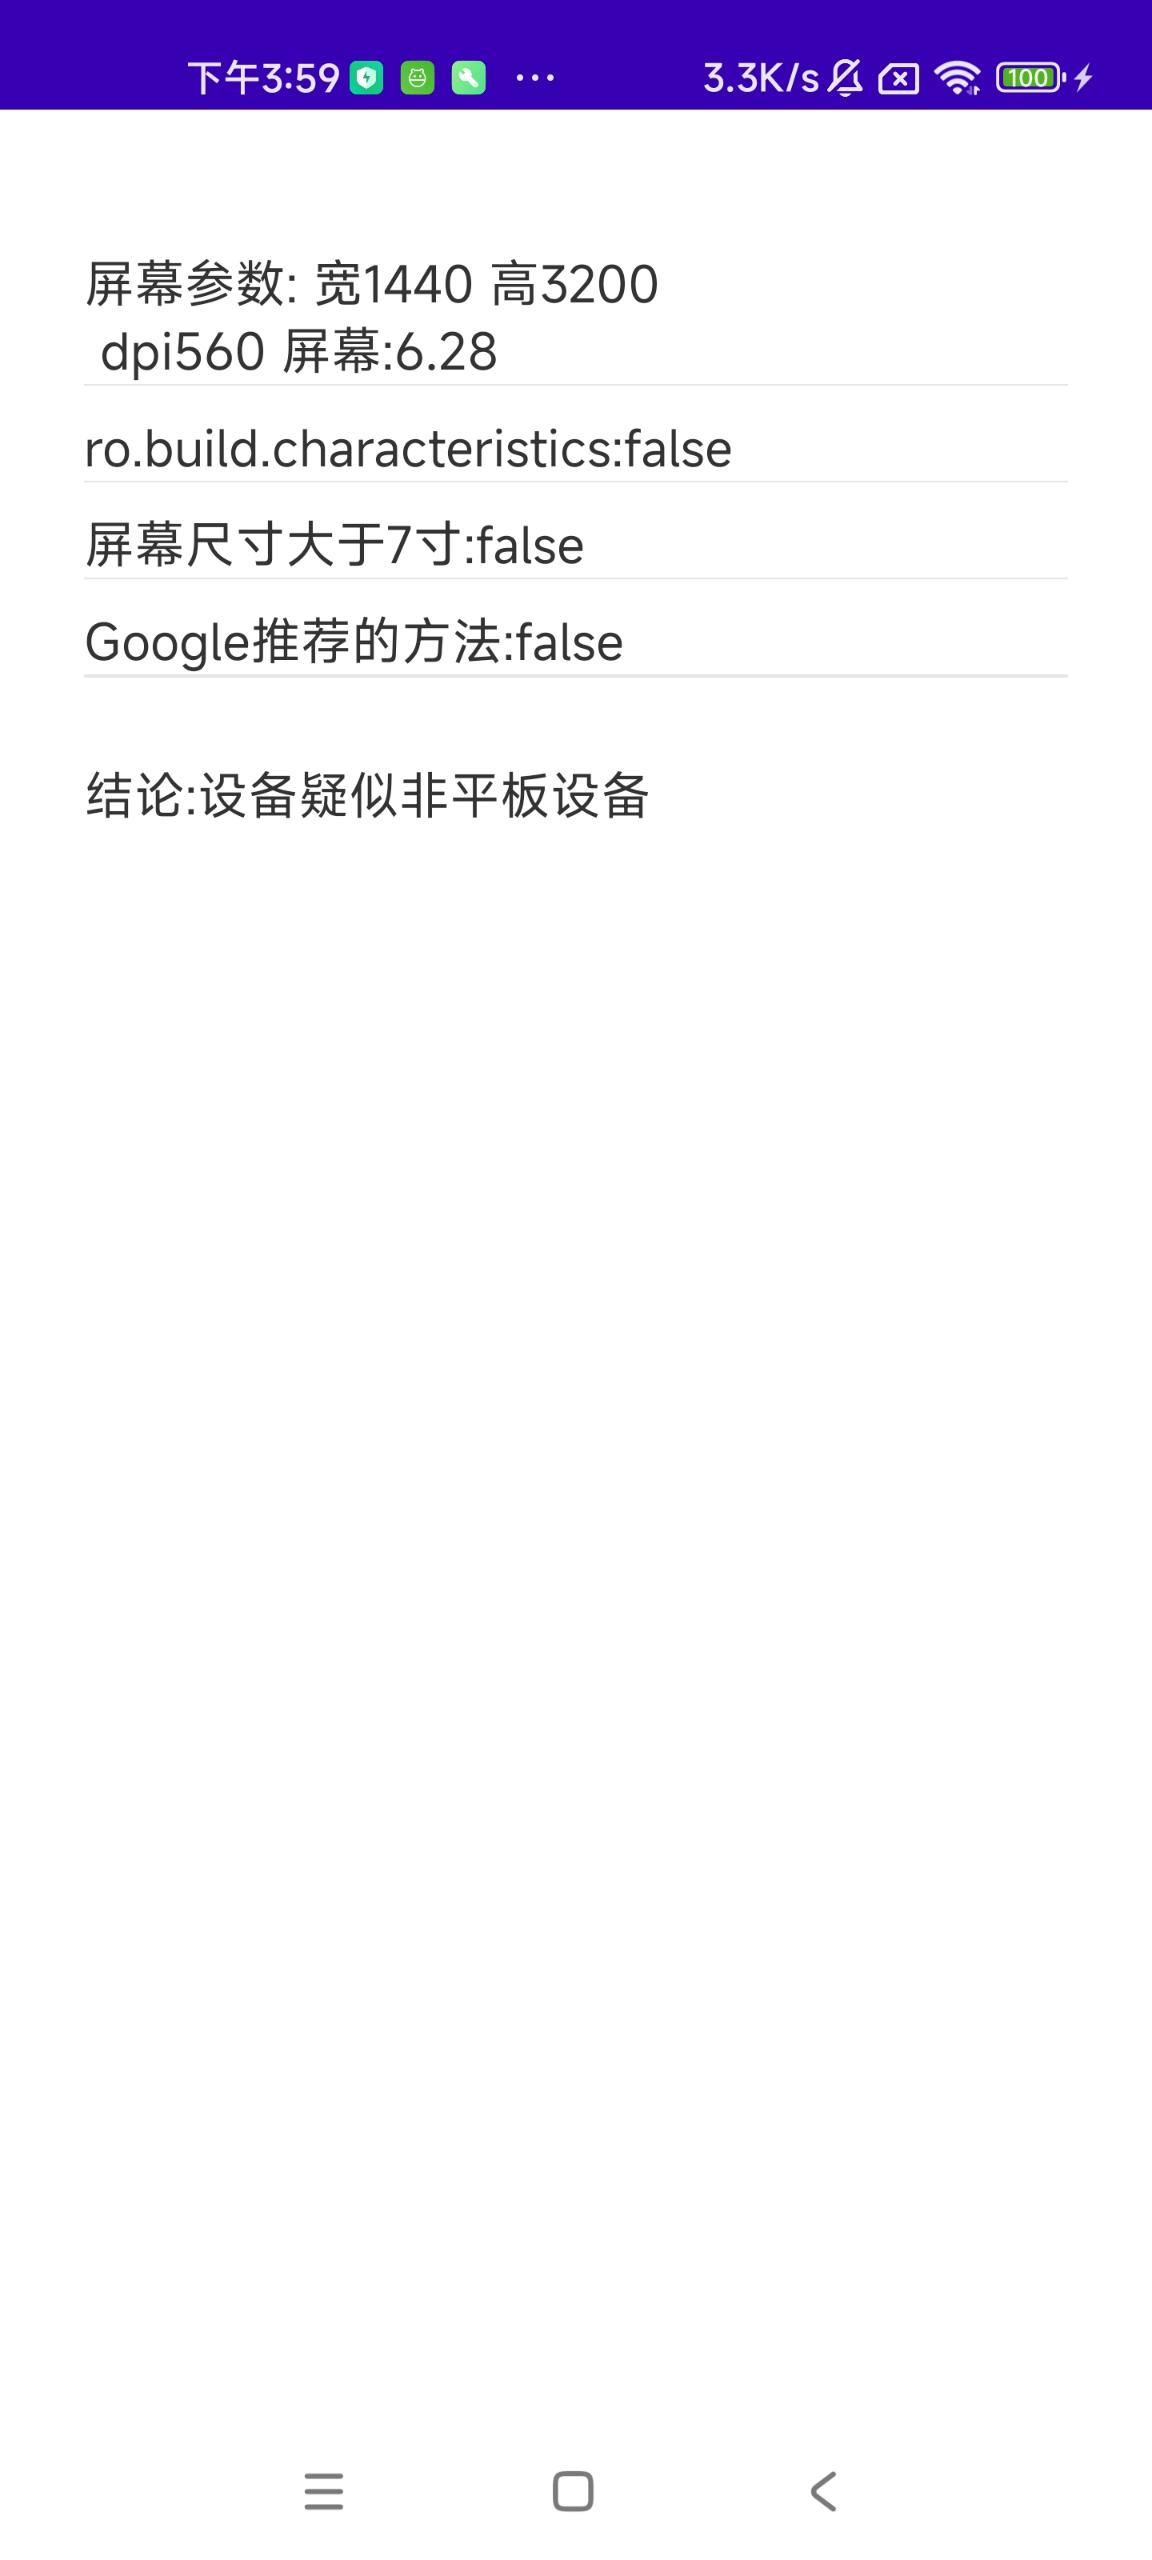 下午3:59 ... 3.3K/s 100
屏幕参数: 宽1440 高3200
dpi560 屏幕:6.28
ro.build.characteristics:false
屏幕尺寸大于7寸:false
Google推荐的方法:false
结论:设备疑似非平板设备